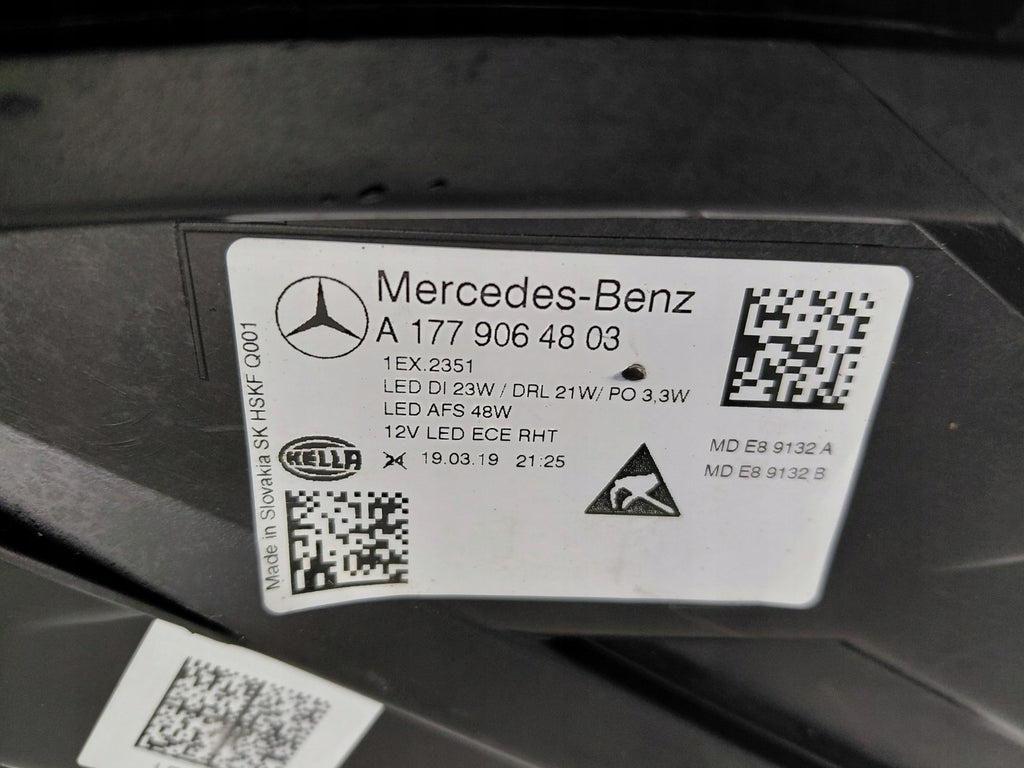 Mercedes-Benz
A 177 906 48 03
1EX.2351
LED DI 23W / DRL 21W/ PO 3,3W
LED AFS 48W
12V LED ECE RHT
HELLA
24 19.03.19 21:25
MD E8 9132 A
MD E8 9132 B
Made in Slovakia SK HSKF Q001